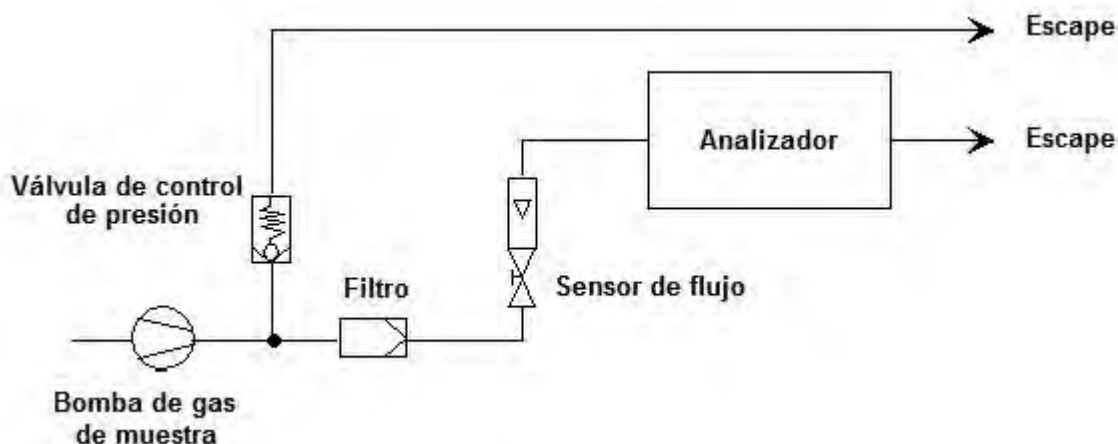 Escape
Analizador
Escape
Válvula de control
de presión
Filtro
Sensor de flujo
Bomba de gas
de muestra